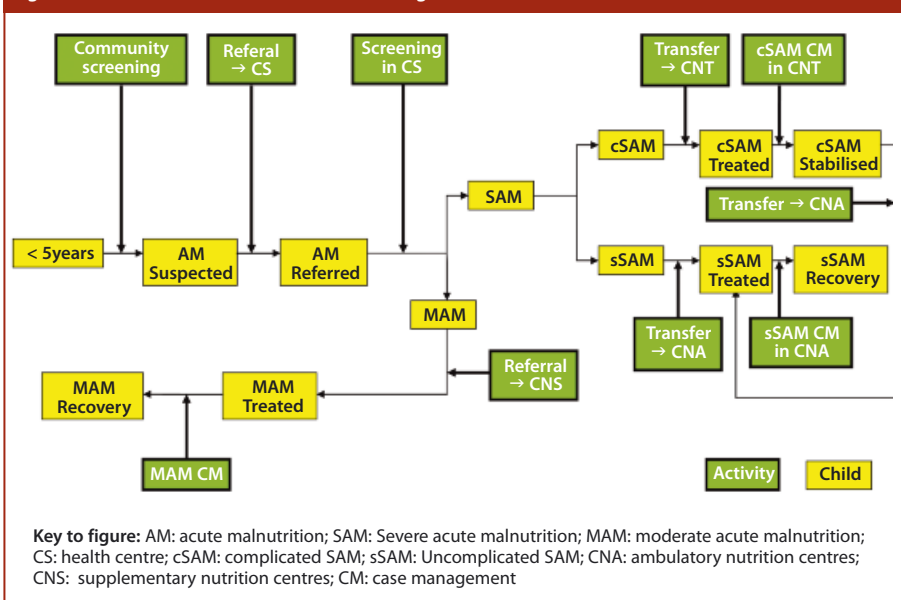 Community
screening
Referal
→ CS
Screening
in CS
Transfer
→ CNT
cSAM CM
in CNT
cSAM
cSAM
Treated
cSAM
Stabilised
SAM
Transfer → CNA
< 5years
AM
Suspected
AM
Referred
sSAM
sSAM
Treated
sSAM
Recovery
MAM
Transfer
→ CNA
sSAM CM
in CNA
Referral
→ CNS
MAM
Recovery
MAM
Treated
MAM CM
Activity
Child
Key to figure: AM: acute malnutrition; SAM: Severe acute malnutrition; MAM: moderate acute malnutrition;
CS: health centre; cSAM: complicated SAM; sSAM: Uncomplicated SAM; CNA: ambulatory nutrition centres;
CNS: supplementary nutrition centres; CM: case management